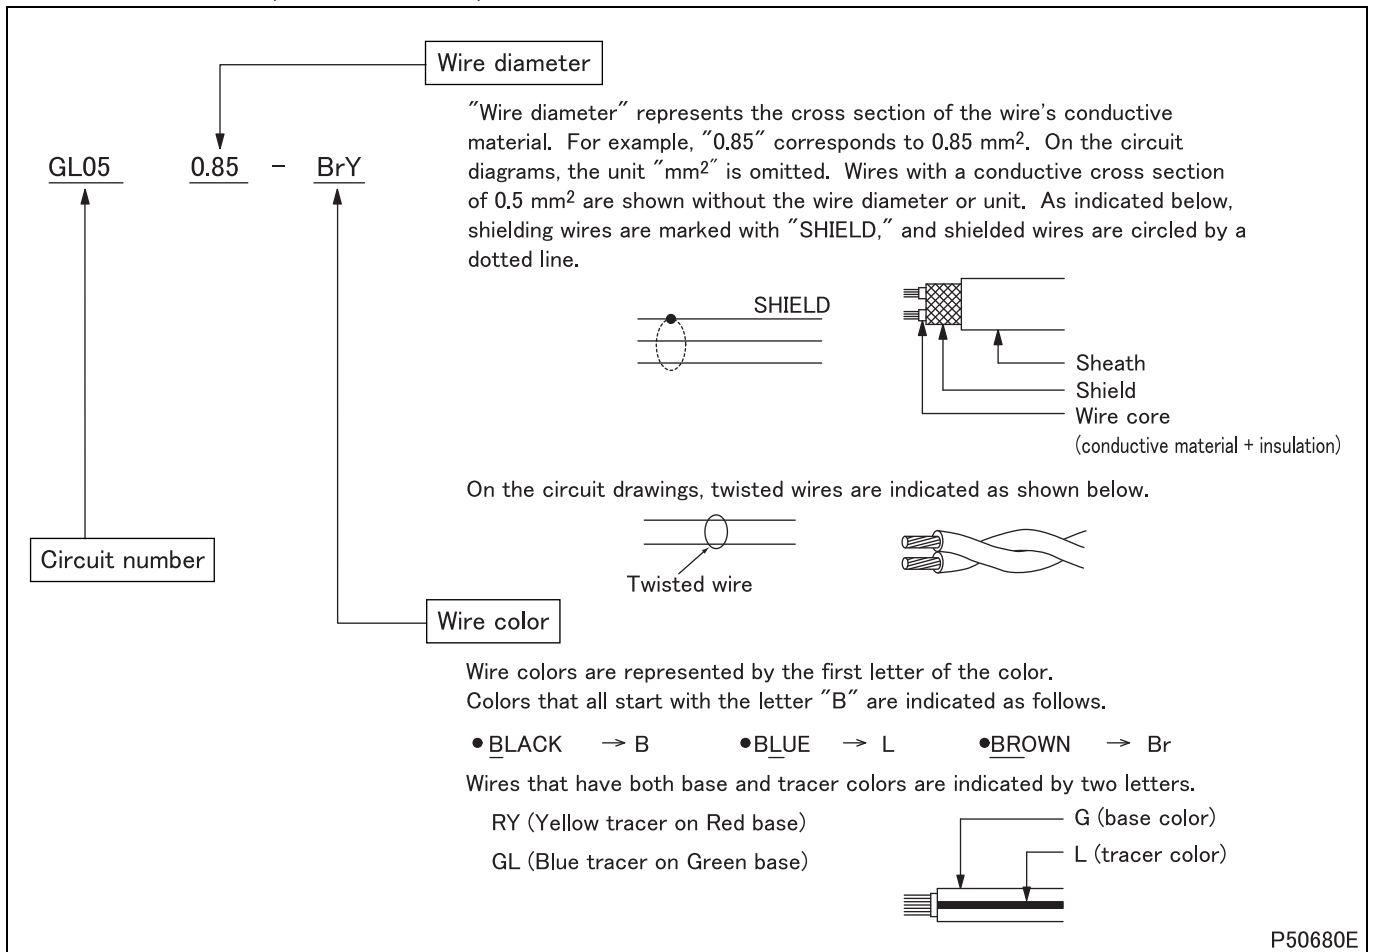 Wire diameter
"Wire diameter" represents the cross section of the wire's conductive
material. For example, "0.85" corresponds to 0.85 mm². On the circuit
diagrams, the unit "mm²" is omitted. Wires with a conductive cross section
of 0.5 mm² are shown without the wire diameter or unit. As indicated below,
shielding wires are marked with "SHIELD," and shielded wires are circled by a
dotted line.
GL05 0.85 - BrY
SHIELD
Sheath
Shield
Wire core
(conductive material + insulation)
On the circuit drawings, twisted wires are indicated as shown below.
Twisted wire
Circuit number
Wire color
Wire colors are represented by the first letter of the color.
Colors that all start with the letter "B" are indicated as follows.
●BLACK → B ●BLUE → L ●BROWN → Br
Wires that have both base and tracer colors are indicated by two letters.
RY (Yellow tracer on Red base)
GL (Blue tracer on Green base)
G (base color)
L (tracer color)
P50680E